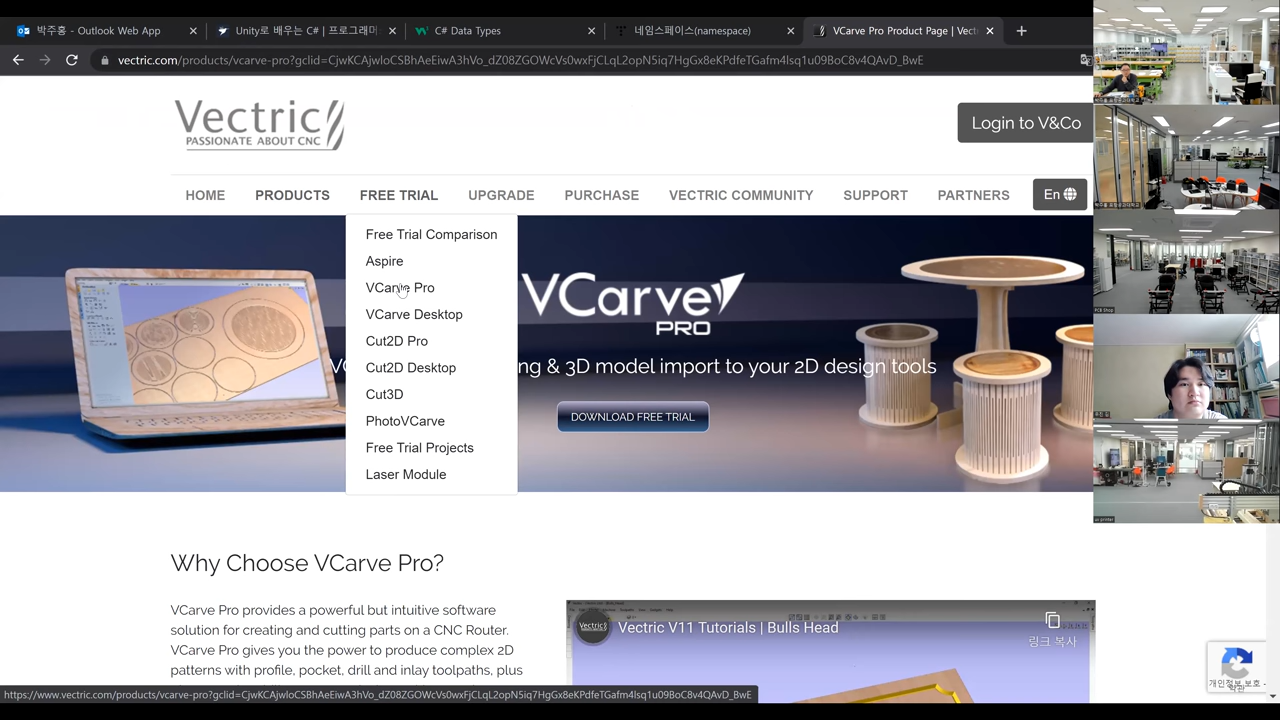 박주홍 - Outlook Web App
Unity로 배우는 C# | 프로그래머
C# Data Types
네임스페이스(namespace)
VCarve Pro Product Page | Vect
vectric.com/products/vcarve-pro?gclid=CjwKCAjwloCSBhAeEiwA3hVo_dZ08ZGOWcVs0wxFjCLqL2opN5iq7HgGx8eKPdfeTGafm4lsq1u09BoC8v4QAvD_BwE
Vectric
PASSIONATE ABOUT CNC
Login to V&Co
HOME
PRODUCTS
FREE TRIAL
UPGRADE
PURCHASE
VECTRIC COMMUNITY
SUPPORT
PARTNERS
En
Free Trial Comparison
Aspire
VCarve Pro
VCarve Desktop
Cut2D Pro
Cut2D Desktop
Cut3D
PhotoVCarve
Free Trial Projects
Laser Module
VCarve
PRO
ng & 3D model import to your 2D design tools
DOWNLOAD FREE TRIAL
PCB Shop
uv printer
Why Choose VCarve Pro?
VCarve Pro provides a powerful but intuitive software
solution for creating and cutting parts on a CNC Router.
VCarve Pro gives you the power to produce complex 2D
patterns with profile, pocket, drill and inlay toolpaths, plus
Vectric
Vectric V11 Tutorials | Bulls Head
링크 복사
개인정보 보호 -
약관
https://www.vectric.com/products/vcarve-pro?gclid=CjwKCAjwloCSBhAeEiwA3hVo_dZ08ZGOWcVs0wxFjCLqL2opN5iq7HgGx8eKPdfeTGafm4lsq1u09BoC8v4QAvD_BwE